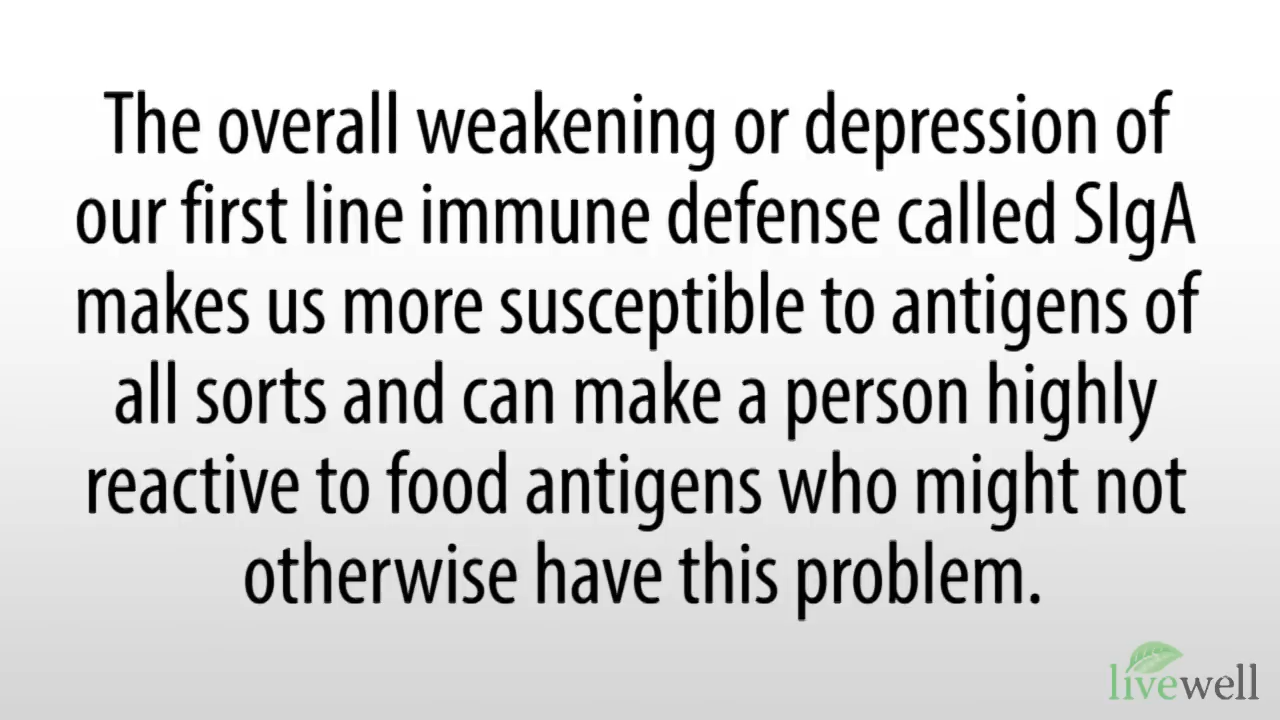 The overall weakening or depression of
our first line immune defense called SIgA
makes us more susceptible to antigens of
all sorts and can make a person highly
reactive to food antigens who might not
otherwise have this problem.
livewell